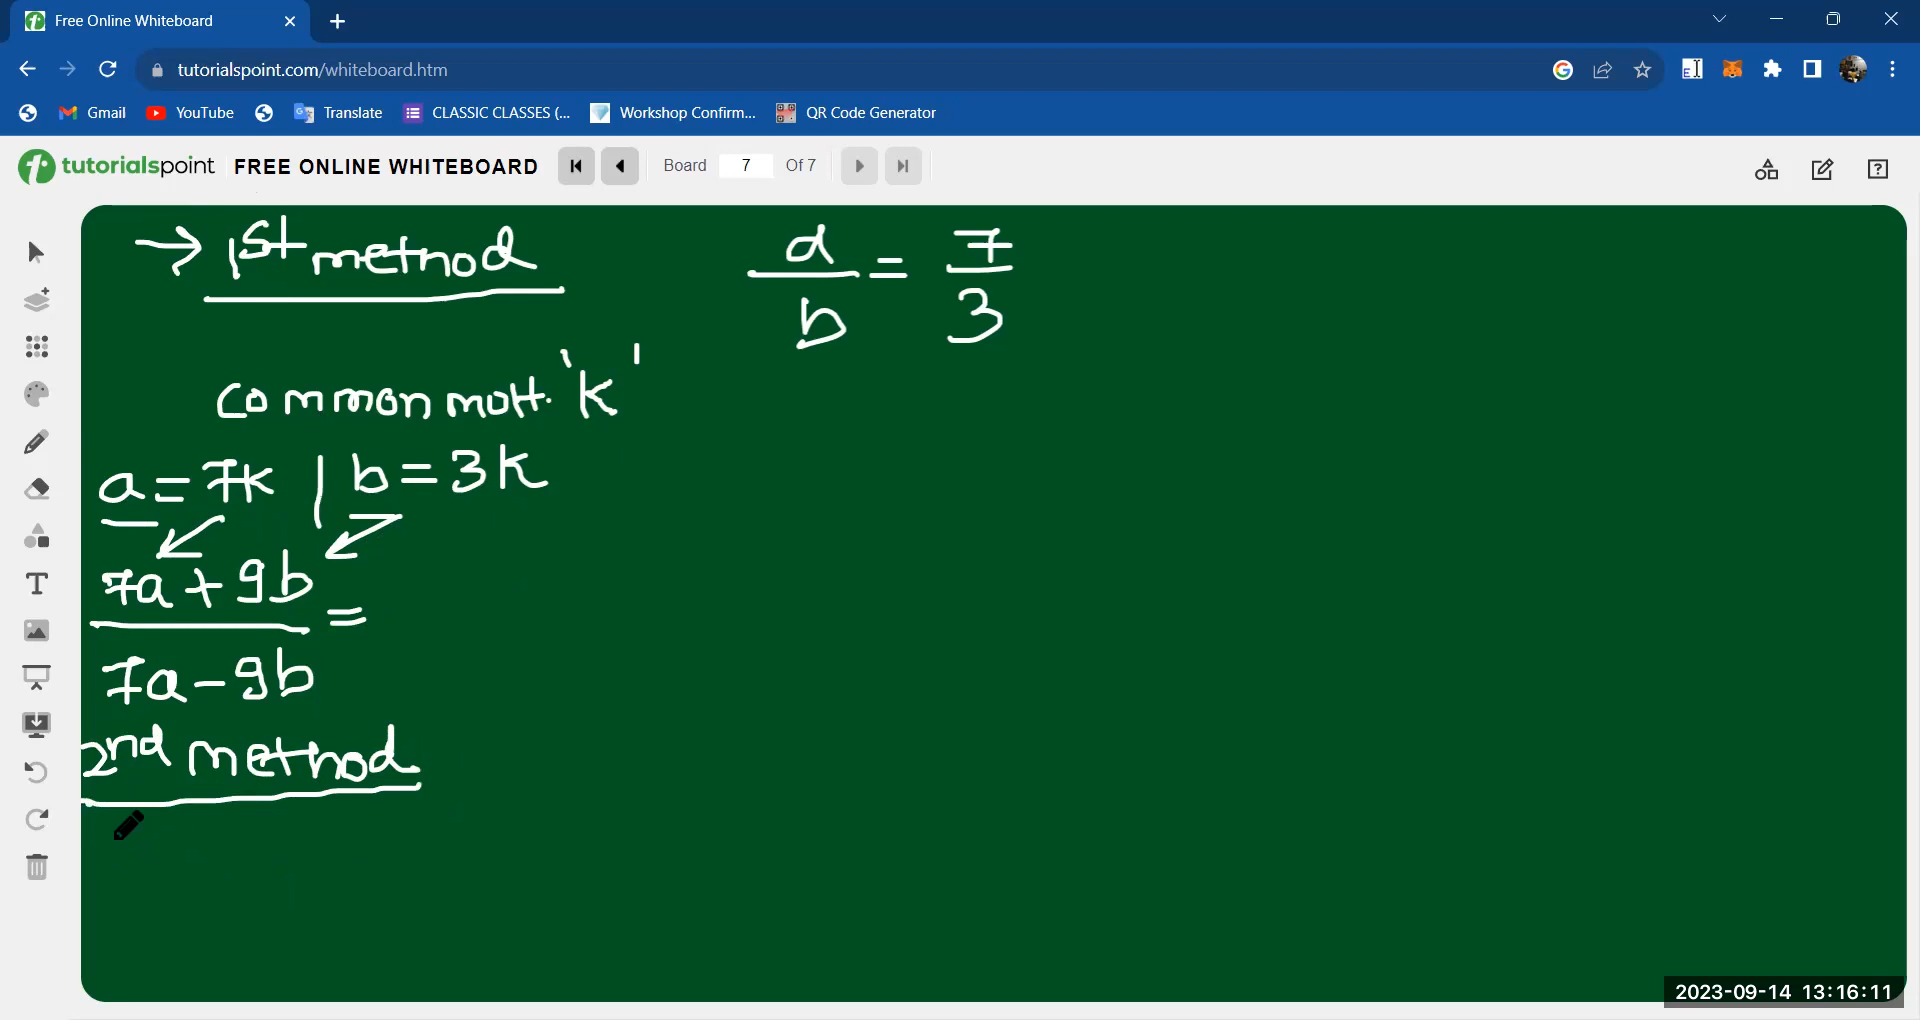 Free Online Whiteboard
tutorialspoint.com/whiteboard.htm
Gmail YouTube Translate CLASSIC CLASSES (... Workshop Confirm... QR Code Generator
tutorialspoint FREE ONLINE WHITEBOARD Board 7 Of 7
→ 1st method
a/b = 7/3
common mult. 'k'
a = 7k | b = 3k
7a + 9b =
7a - 9b
2nd method
2023-09-14 13:16:11